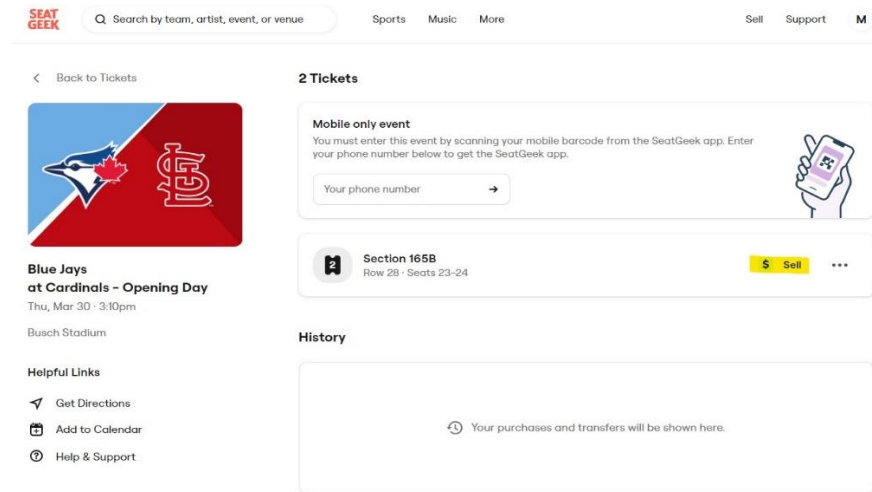 SEAT
GEEK
Search by team, artist, event, or venue
Sports
Music
More
Sell
Support
M
Back to Tickets
Blue Jays
at Cardinals - Opening Day
Thu, Mar 30 · 3:10pm
Busch Stadium
Helpful Links
Get Directions
Add to Calendar
Help & Support
2 Tickets
Mobile only event
You must enter this event by scanning your mobile barcode from the SeatGeek app. Enter
your phone number below to get the SeatGeek app.
Your phone number
2
Section 165B
Row 28 · Seats 23-24
$ Sell
History
Your purchases and transfers will be shown here.